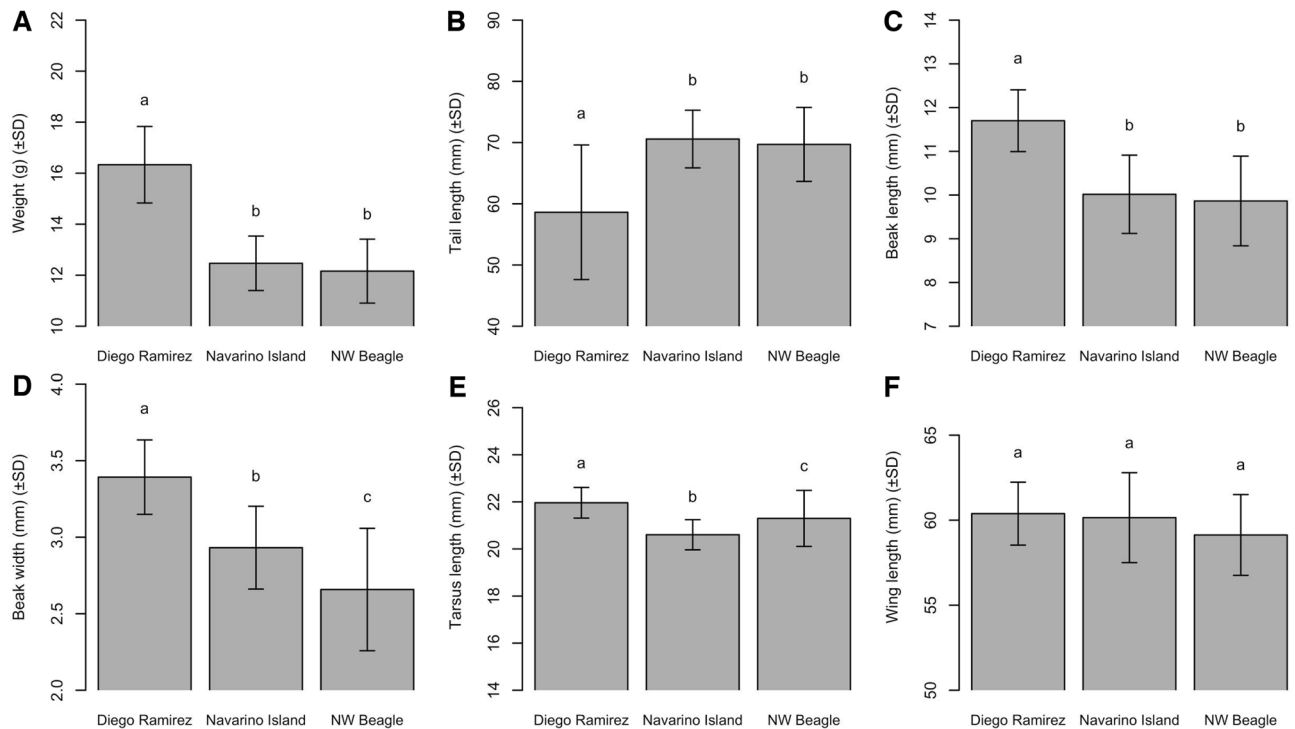 A
Weight (g) (±SD)
22
20
18
16
14
12
10
a
b
b
Diego Ramirez
Navarino Island
NW Beagle
B
Tail length (mm) (±SD)
90
80
70
60
50
40
a
b
b
Diego Ramirez
Navarino Island
NW Beagle
C
Beak length (mm) (±SD)
14
13
12
11
10
9
8
7
a
b
b
Diego Ramirez
Navarino Island
NW Beagle
D
Beak width (mm) (±SD)
4.0
3.5
3.0
2.5
2.0
a
b
c
Diego Ramirez
Navarino Island
NW Beagle
E
Tarsus length (mm) (±SD)
26
24
22
20
18
16
14
a
b
c
Diego Ramirez
Navarino Island
NW Beagle
F
Wing length (mm) (±SD)
65
60
55
50
a
a
a
Diego Ramirez
Navarino Island
NW Beagle